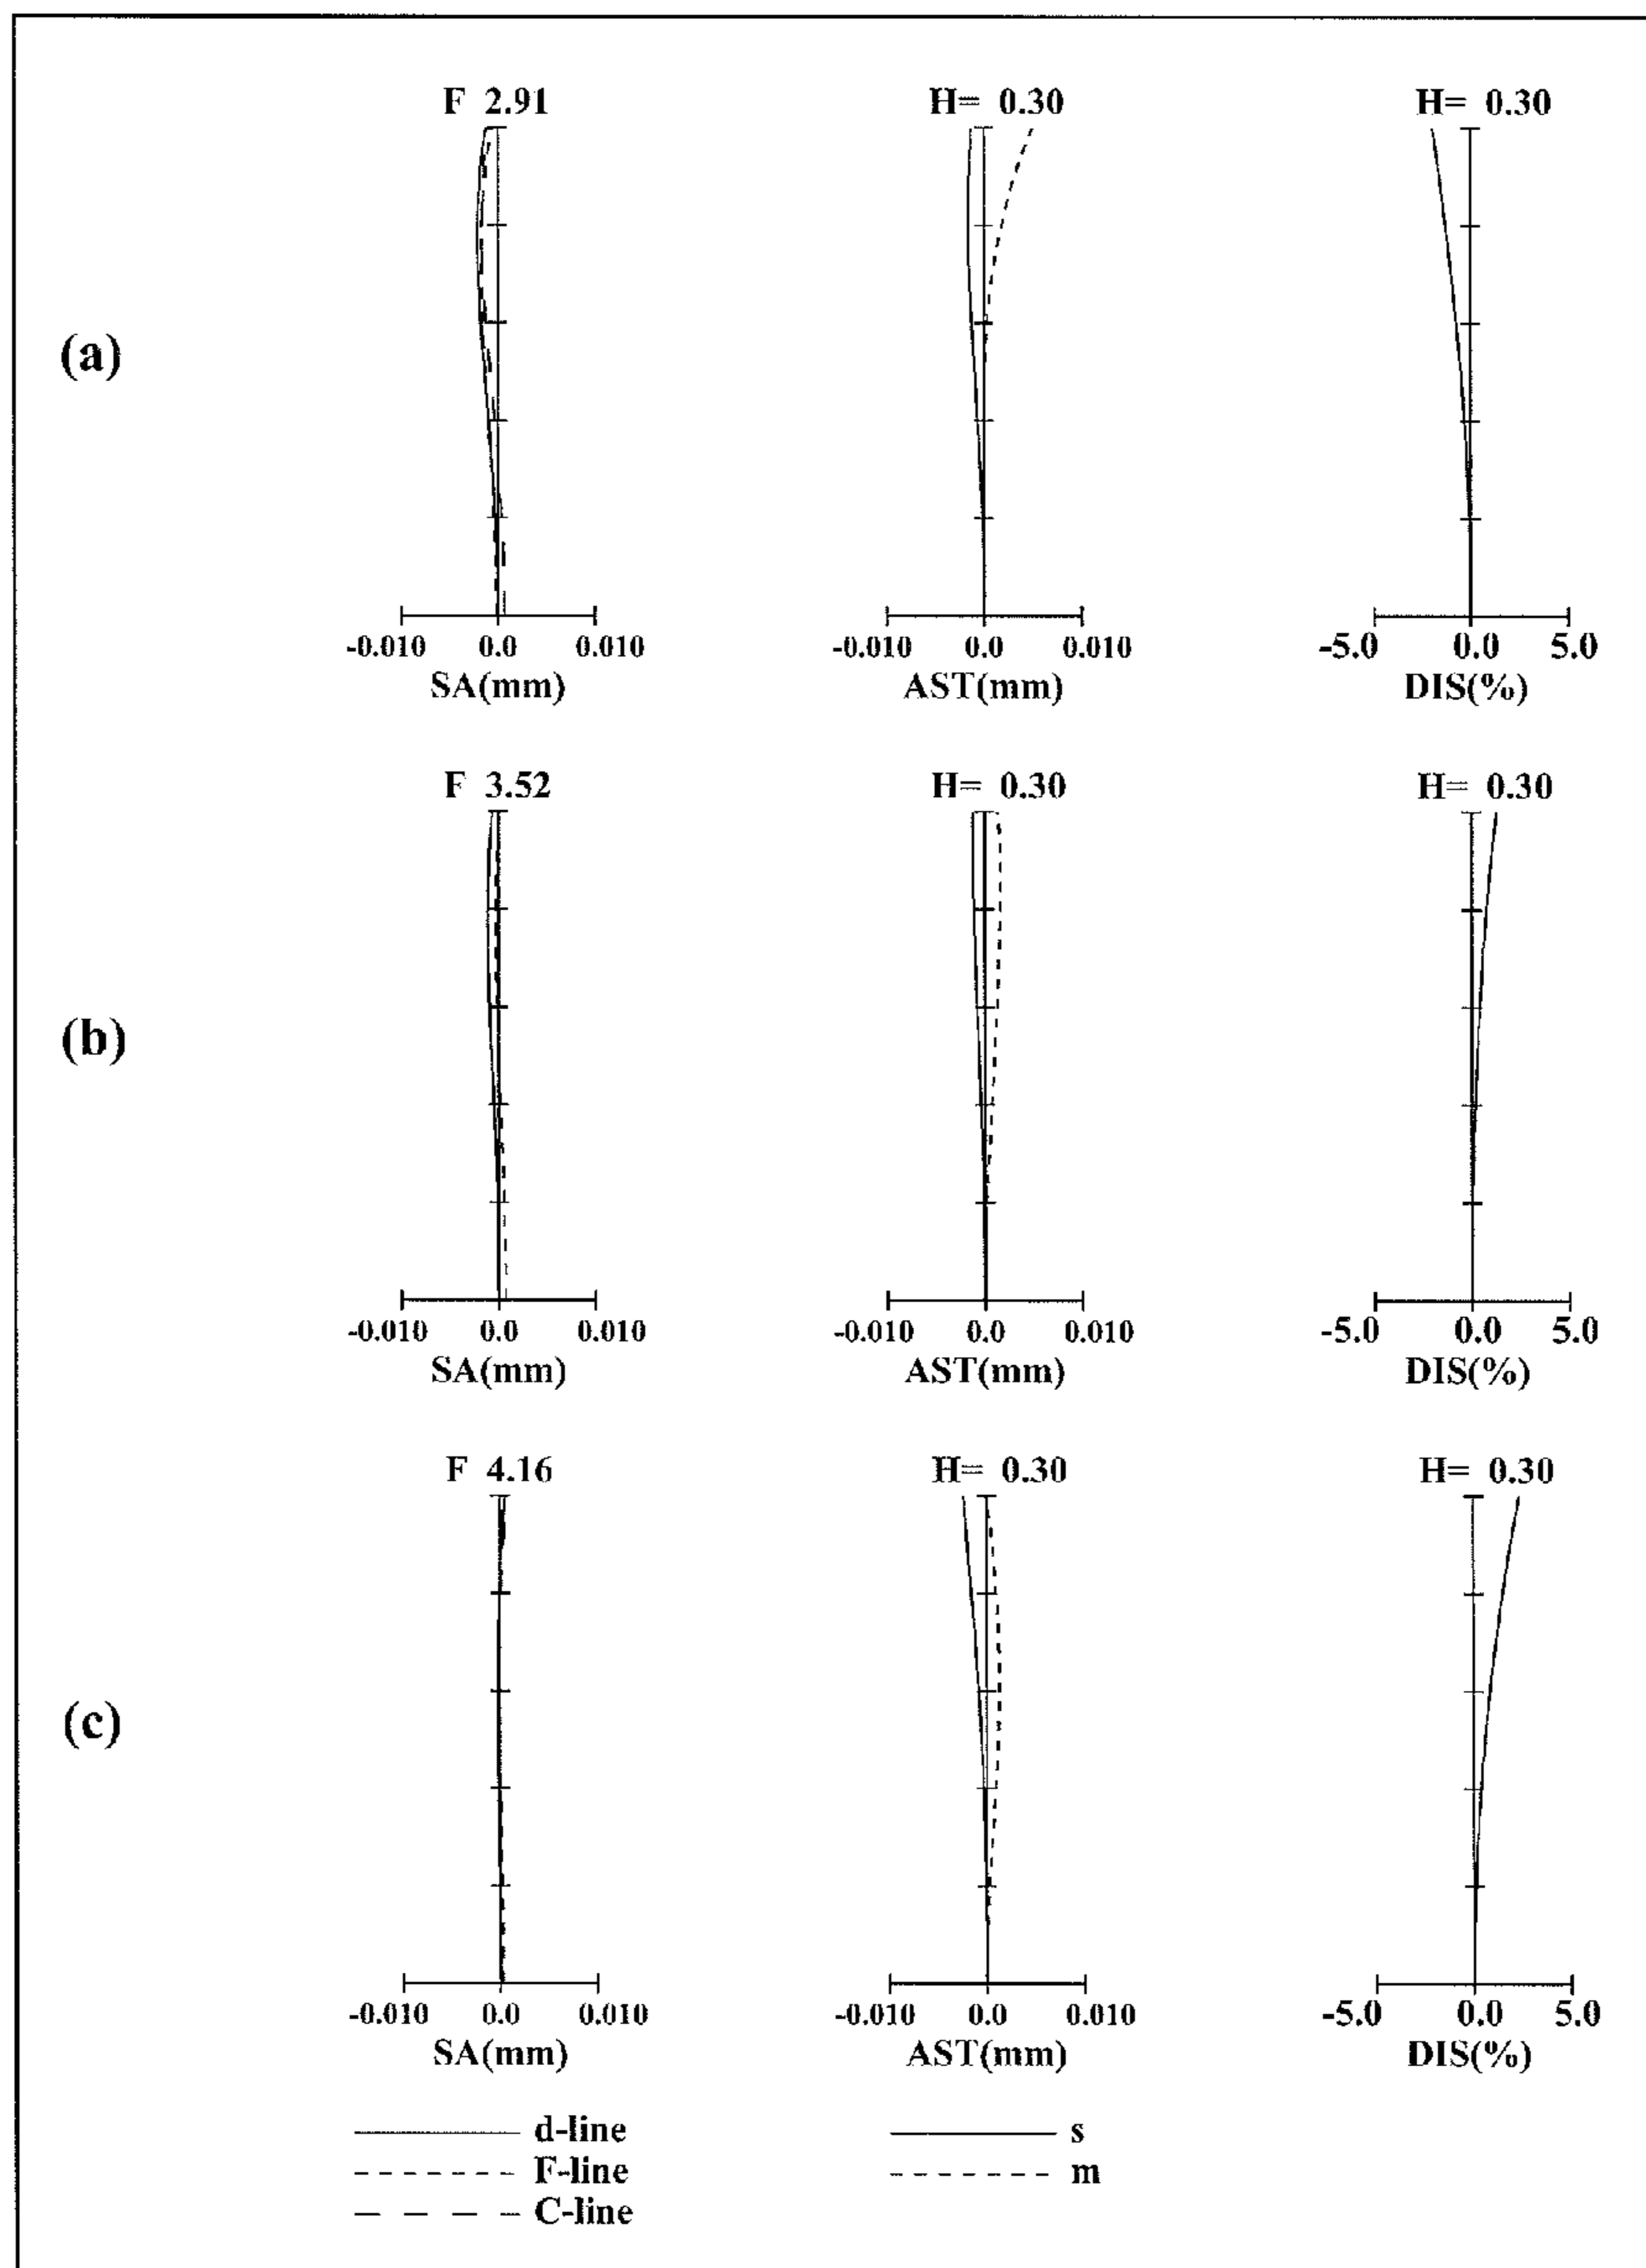 F 2.91 H= 0.30 H= 0.30
(a)
-0.010 0.0 0.010 -0.010 0.0 0.010 -5.0 0.0 5.0
SA(mm) AST(mm) DIS(%)
F 3.52 H= 0.30 H= 0.30
(b)
-0.010 0.0 0.010 -0.010 0.0 0.010 -5.0 0.0 5.0
SA(mm) AST(mm) DIS(%)
F 4.16 H= 0.30 H= 0.30
(c)
-0.010 0.0 0.010 -0.010 0.0 0.010 -5.0 0.0 5.0
SA(mm) AST(mm) DIS(%)
d-line s
F-line m
C-line